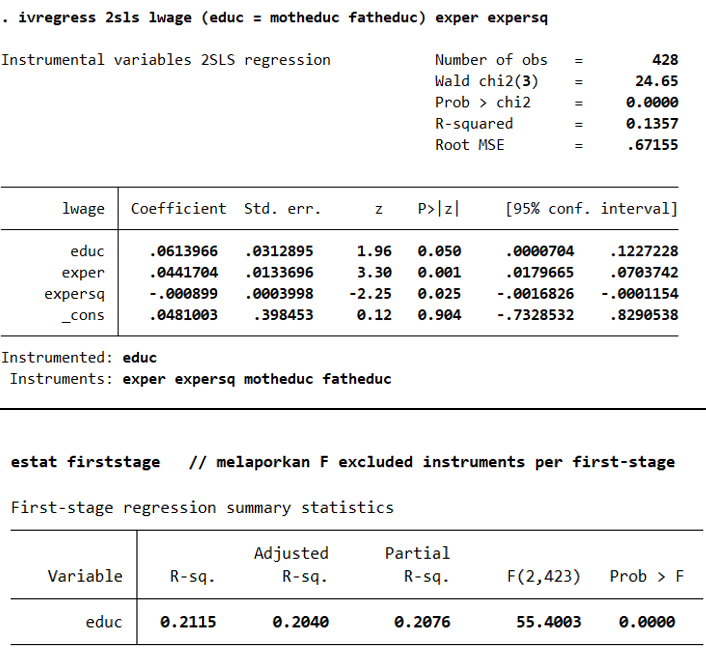 . ivregress 2sls lwage (educ = motheduc fatheduc) exper expersq
Instrumental variables 2SLS regression Number of obs = 428
Wald chi2(3) = 24.65
Prob > chi2 = 0.0000
R-squared = 0.1357
Root MSE = .67155
lwage Coefficient Std. err. z P>|z| [95% conf. interval]
educ .0613966 .0312895 1.96 0.050 .0000704 .1227228
exper .0441704 .0133696 3.30 0.001 .0179665 .0703742
expersq -.000899 .0003998 -2.25 0.025 -.0016826 -.0001154
_cons .0481003 .398453 0.12 0.904 -.7328532 .8290538
Instrumented: educ
Instruments: exper expersq motheduc fatheduc
estat firststage // melaporkan F excluded instruments per first-stage
First-stage regression summary statistics
Adjusted Partial
Variable R-sq. R-sq. R-sq. F(2,423) Prob > F
educ 0.2115 0.2040 0.2076 55.4003 0.0000